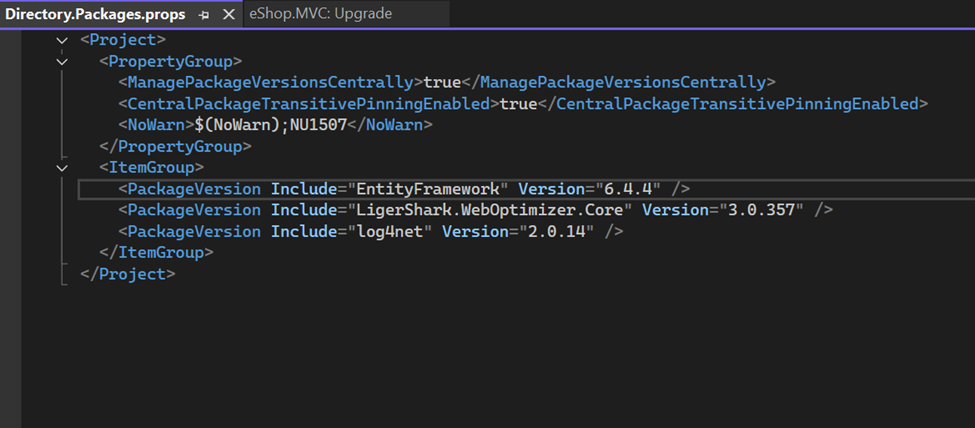 Directory.Packages.props
eShop.MVC: Upgrade
<Project>
<PropertyGroup>
<ManagePackageVersionsCentrally>true</ManagePackageVersionsCentrally>
<CentralPackageTransitivePinningEnabled>true</CentralPackageTransitivePinningEnabled>
<NoWarn>$(NoWarn);NU1507</NoWarn>
</PropertyGroup>
<ItemGroup>
<PackageVersion Include="EntityFramework" Version="6.4.4" />
<PackageVersion Include="LigerShark.WebOptimizer.Core" Version="3.0.357" />
<PackageVersion Include="log4net" Version="2.0.14" />
</ItemGroup>
</Project>